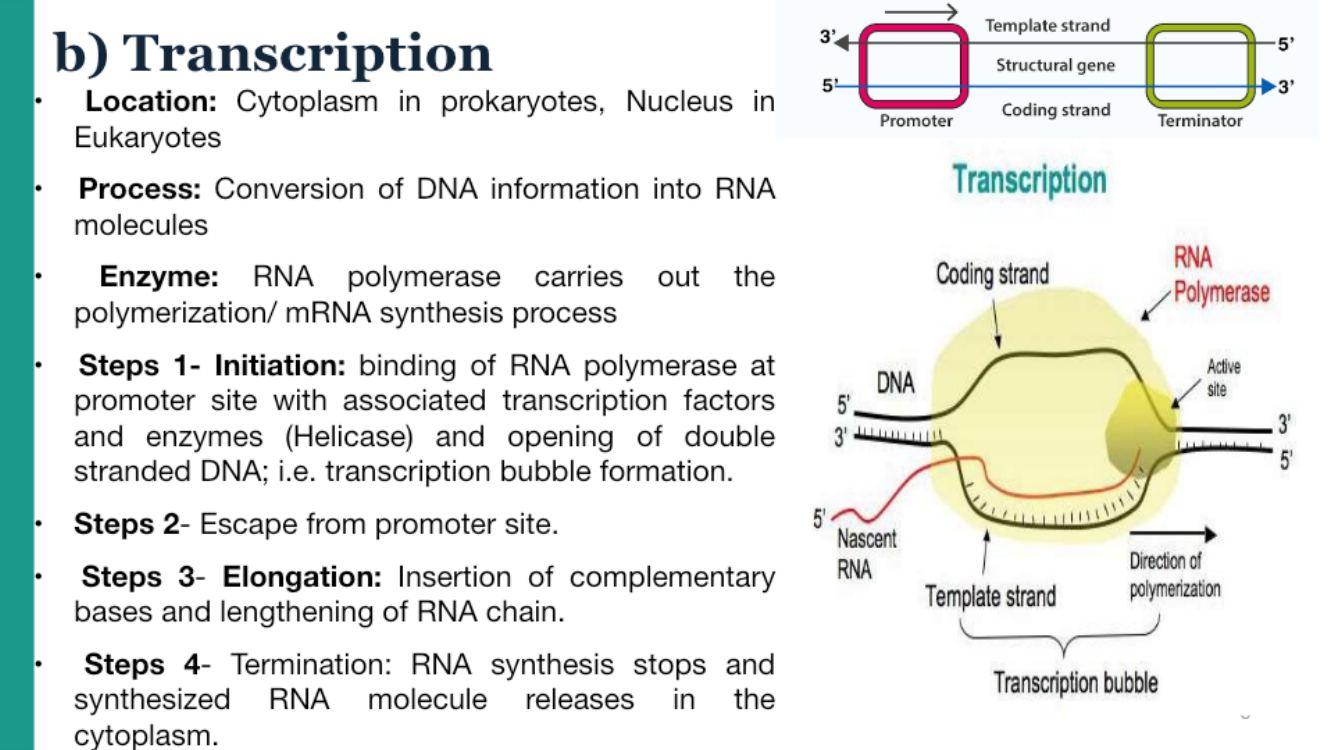 b) Transcription
• Location: Cytoplasm in prokaryotes, Nucleus in
Eukaryotes
• Process: Conversion of DNA information into RNA
molecules
• Enzyme: RNA polymerase carries out the
polymerization/ mRNA synthesis process
• Steps 1- Initiation: binding of RNA polymerase at
promoter site with associated transcription factors
and enzymes (Helicase) and opening of double
stranded DNA; i.e. transcription bubble formation.
• Steps 2- Escape from promoter site.
• Steps 3- Elongation: Insertion of complementary
bases and lengthening of RNA chain.
• Steps 4- Termination: RNA synthesis stops and
synthesized RNA molecule releases in the
cytoplasm.
Template strand
3’ 5’
Structural gene
5’ 3’
Coding strand
Promoter Terminator
Transcription
RNA
Polymerase
Coding strand
Active
site
DNA
5’ 3’
3’ 5’
5’
Nascent
RNA
Direction of
polymerization
Template strand
Transcription bubble